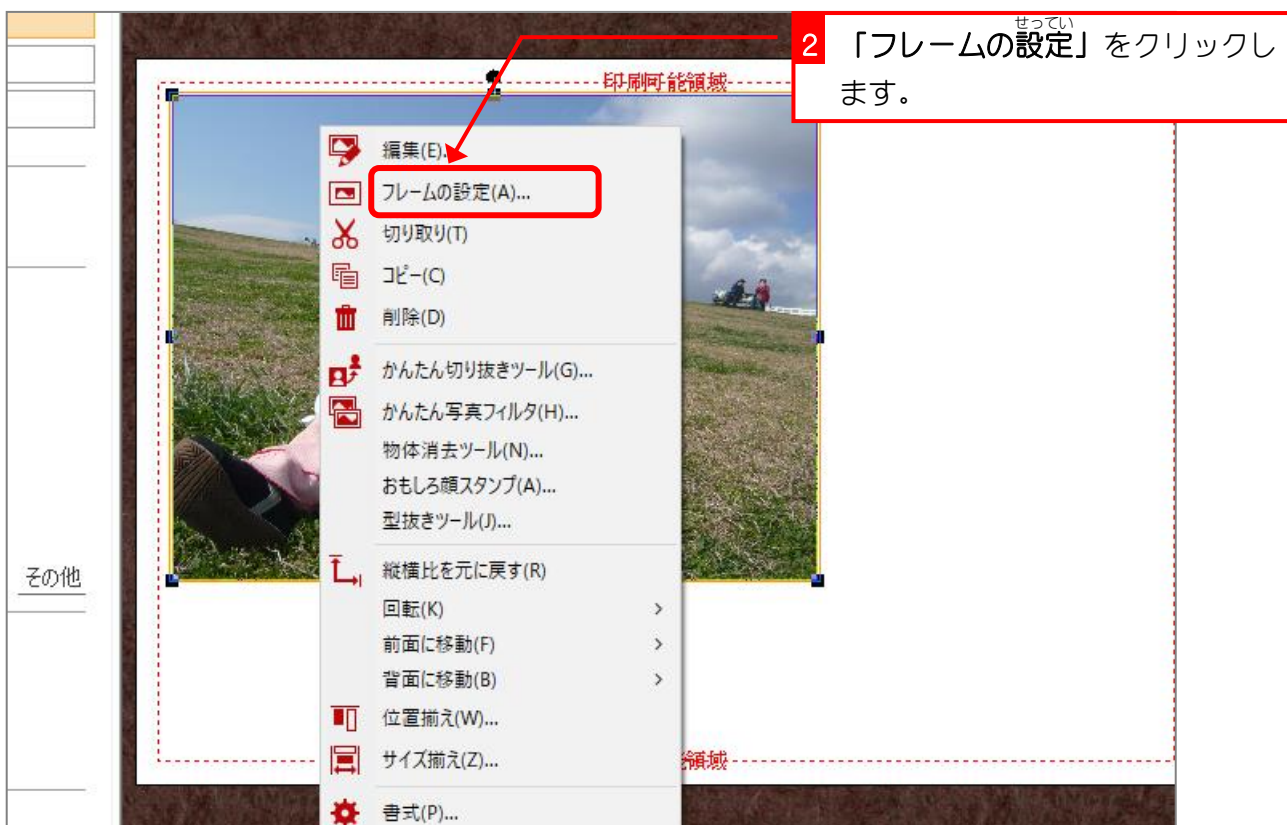 せってい
2 「フレームの設定」をクリックし
ます。
印刷可能領域
編集(E)...
フレームの設定(A)...
切り取り(T)
コピー(C)
削除(D)
かんたん切り抜きツール(G)...
かんたん写真フィルタ(H)...
物体消去ツール(N)...
おもしろ顔スタンプ(A)...
型抜きツール(J)...
その他
縦横比を元に戻す(R)
回転(K)
前面に移動(F)
背面に移動(B)
位置揃え(W)...
サイズ揃え(Z)...
領域
書式(P)...